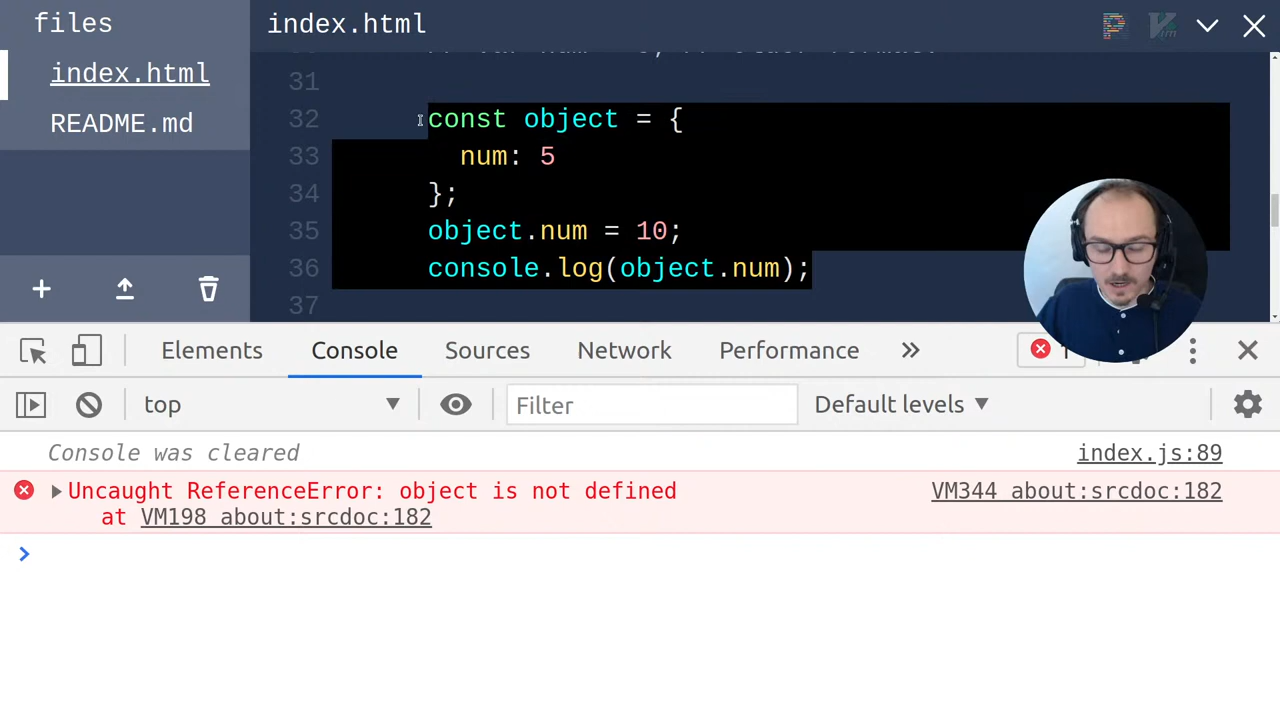 files
index.html
README.md
index.html
31
32 const object = {
33 num: 5
34 };
35 object.num = 10;
36 console.log(object.num);
37
Elements Console Sources Network Performance » 1
top ▼ Filter Default levels ▼
Console was cleared index.js:89
Uncaught ReferenceError: object is not defined VM344 about:srcdoc:182
at VM198 about:srcdoc:182
>